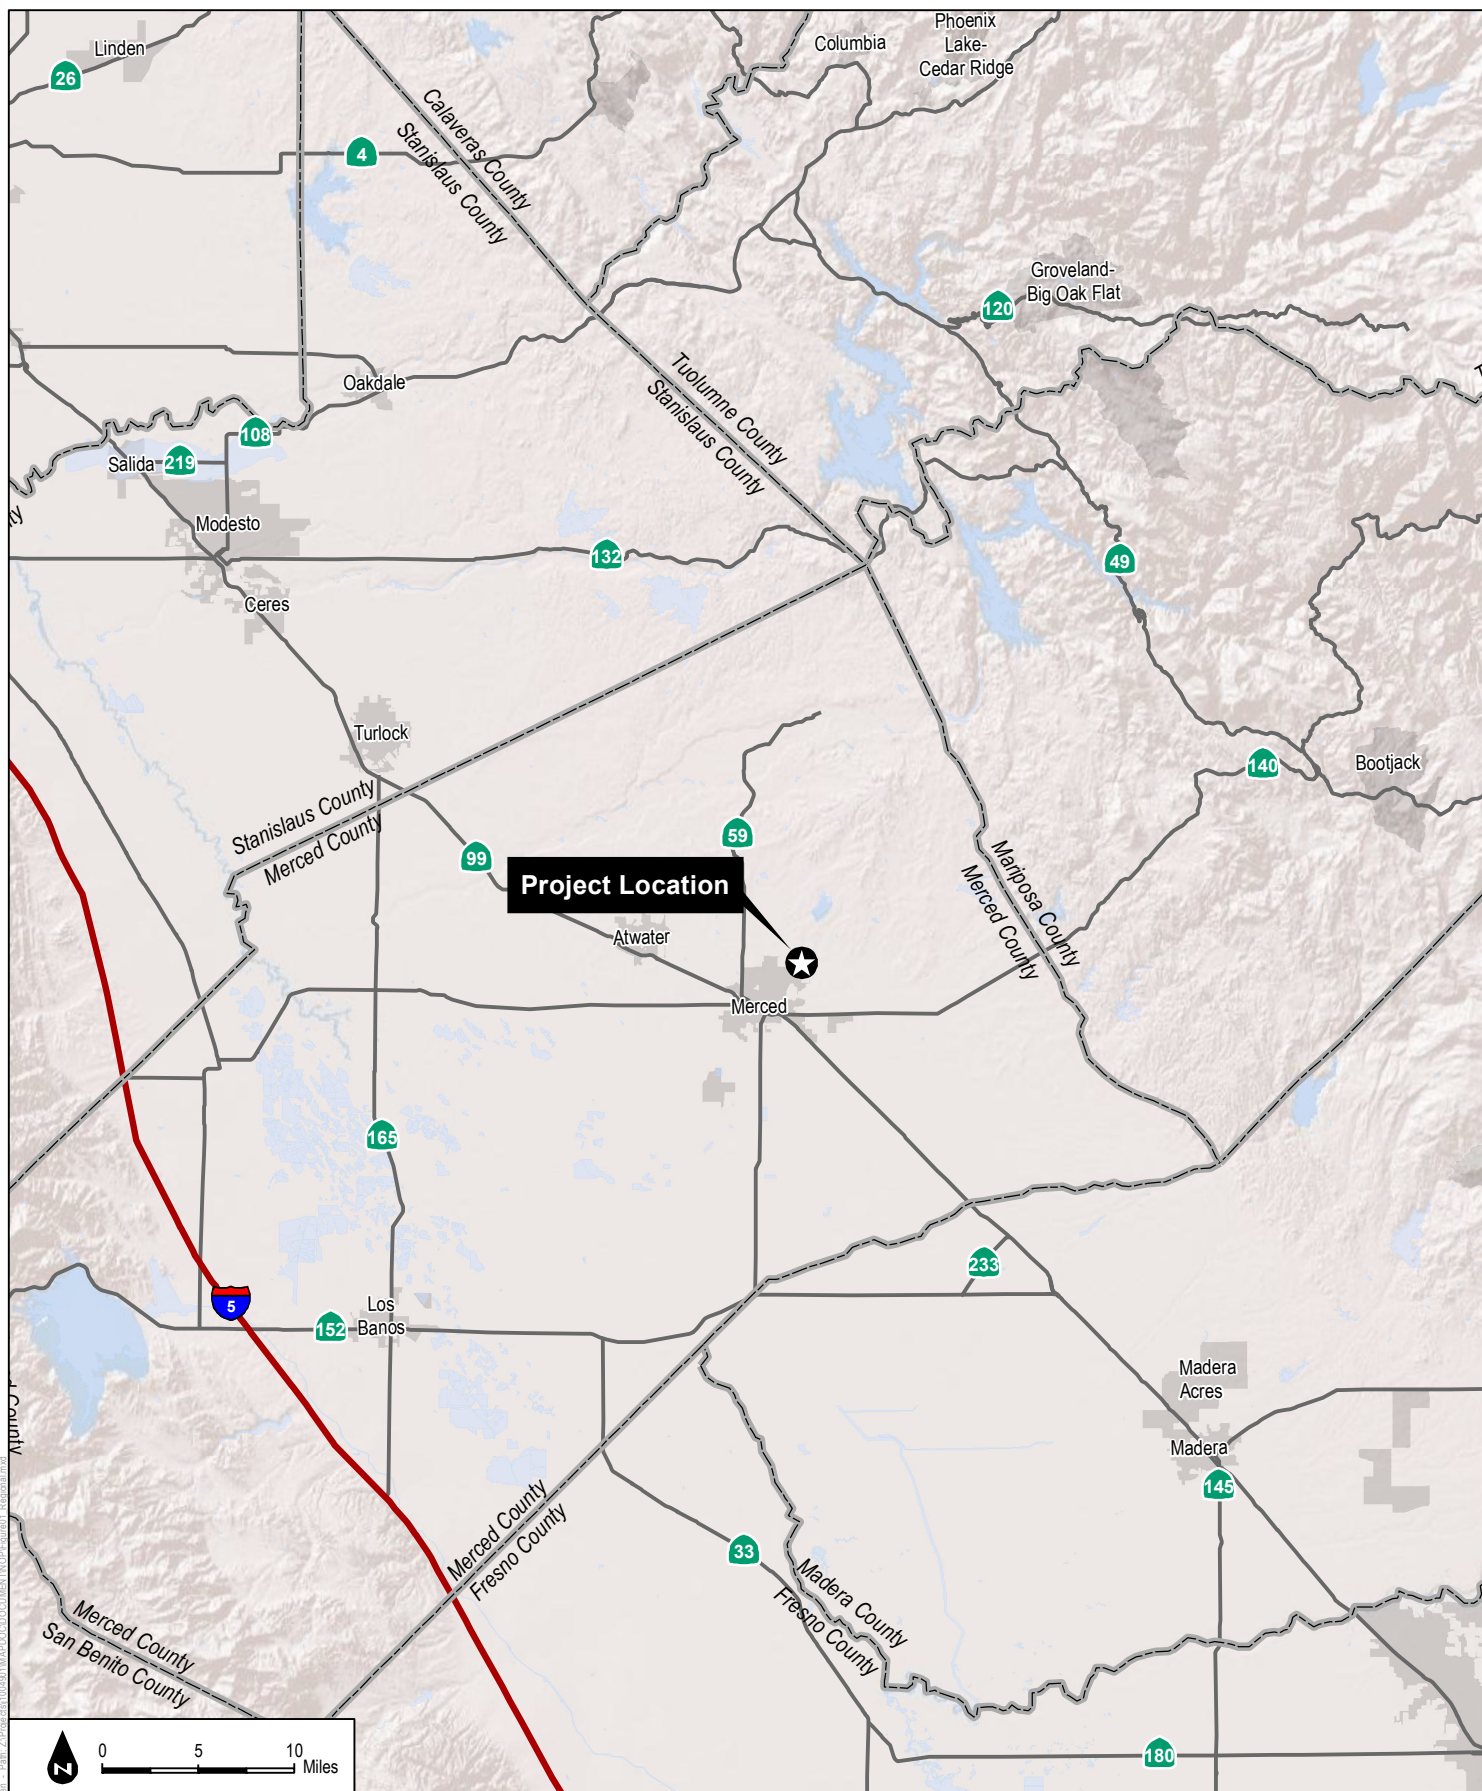 Phoenix
Lake-
Cedar Ridge
Columbia
Linden
26
4
Calaveras County
Stanislaus County
Groveland-
Big Oak Flat
120
Tuolumne County
Stanislaus County
Oakdale
108
Salida
219
Modesto
132
49
Ceres
Turlock
140
Bootjack
Stanislaus County
Merced County
59
99
Project Location
Mariposa County
Merced County
Atwater
Merced
165
233
5
152
Los
Banos
Madera
Acres
Madera
145
County
Merced County
Fresno County
33
Madera County
Fresno County
Merced County
San Benito County
180
N
0
5
10
Miles